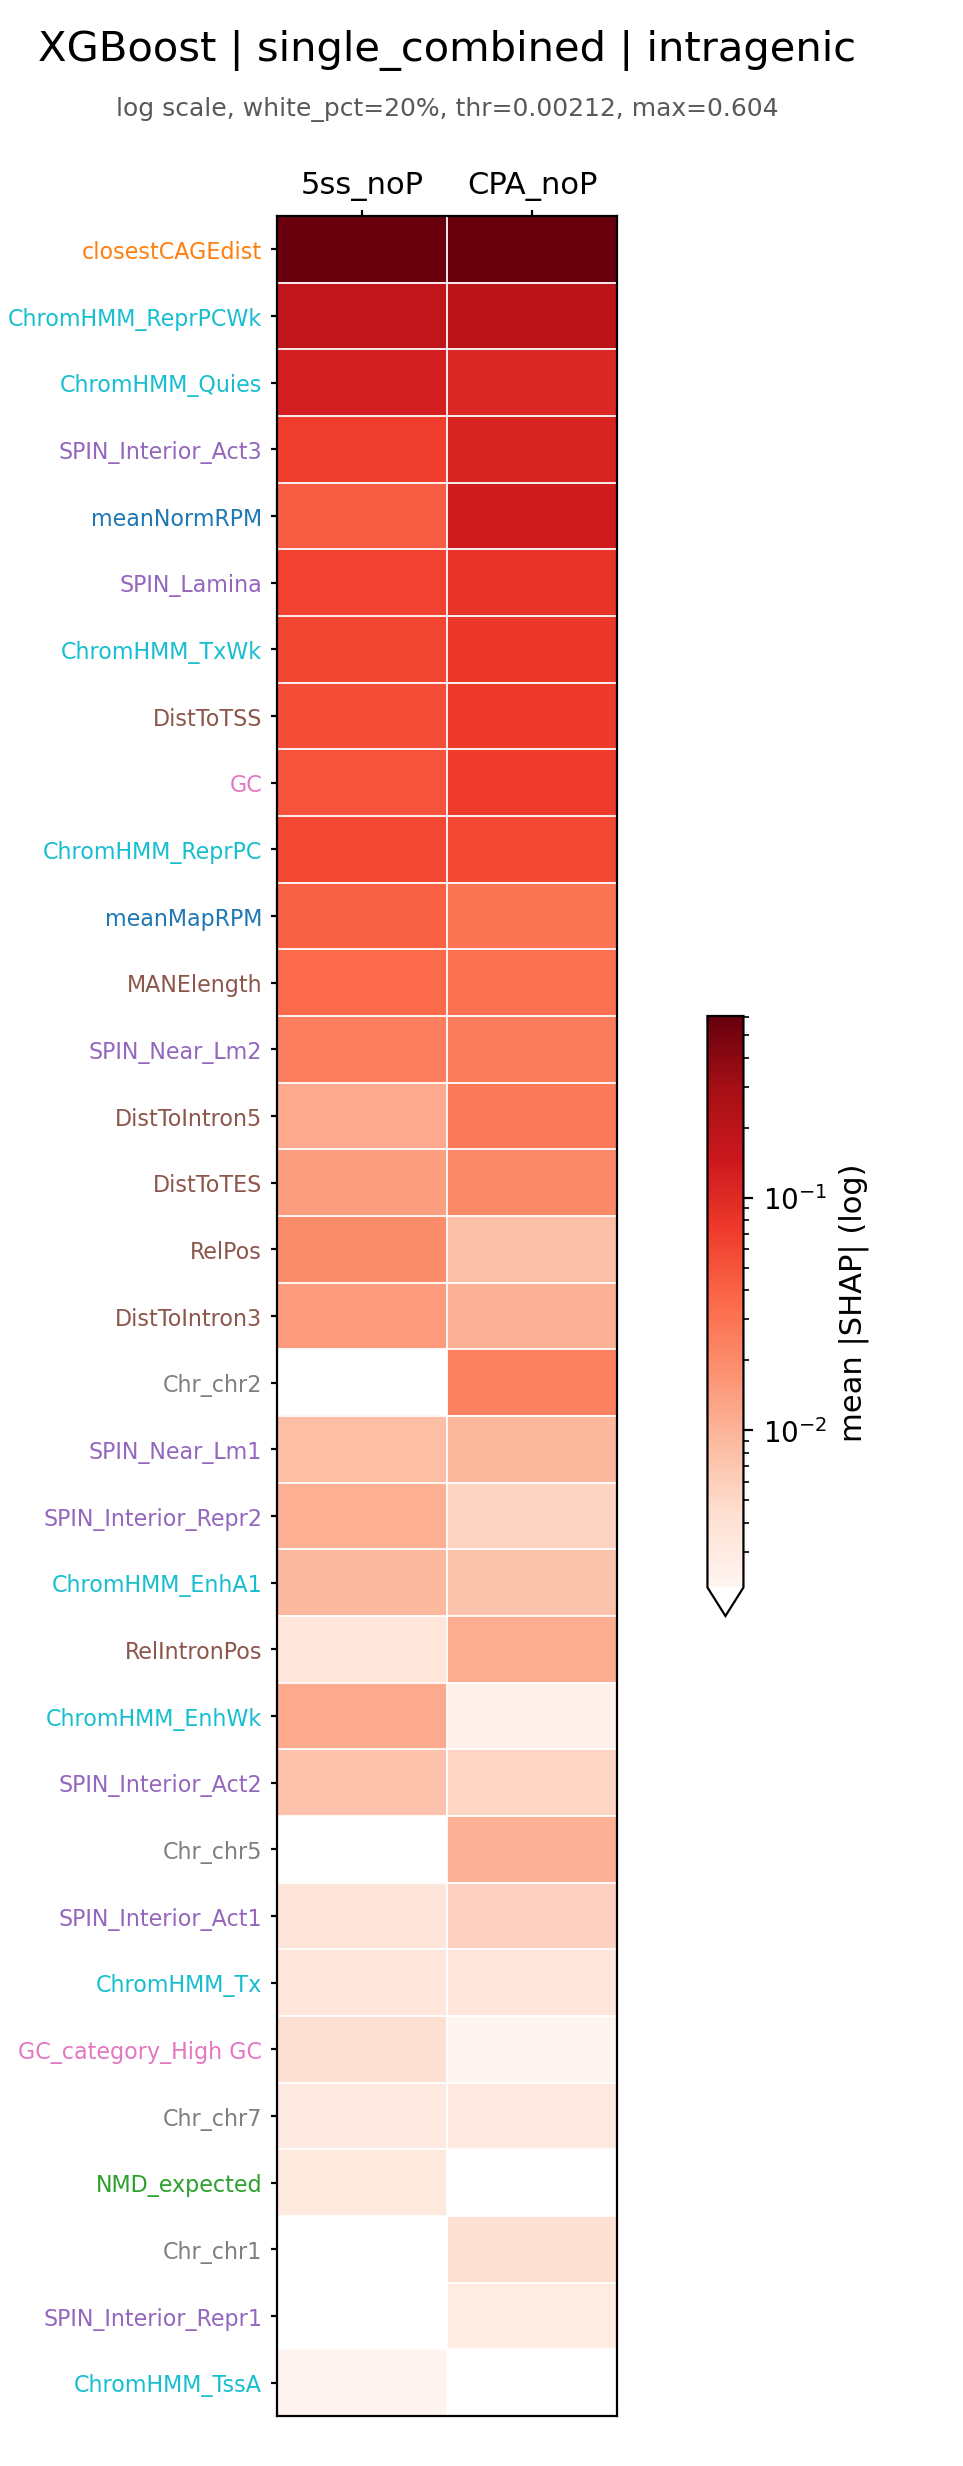 XGBoost | single_combined | intragenic
log scale, white_pct=20%, thr=0.00212, max=0.604
5ss_noP CPA_noP
closestCAGEdist
ChromHMM_ReprPCWk
ChromHMM_Quies
SPIN_Interior_Act3
meanNormRPM
SPIN_Lamina
ChromHMM_TxWk
DistToTSS
GC
ChromHMM_ReprPC
meanMapRPM
MANElength
SPIN_Near_Lm2
DistToIntron5
DistToTES
RelPos
DistToIntron3
Chr_chr2
SPIN_Near_Lm1
SPIN_Interior_Repr2
ChromHMM_EnhA1
RelIntronPos
ChromHMM_EnhWk
SPIN_Interior_Act2
Chr_chr5
SPIN_Interior_Act1
ChromHMM_Tx
GC_category_High GC
Chr_chr7
NMD_expected
Chr_chr1
SPIN_Interior_Repr1
ChromHMM_TssA
10⁻¹
10⁻²
mean |SHAP| (log)